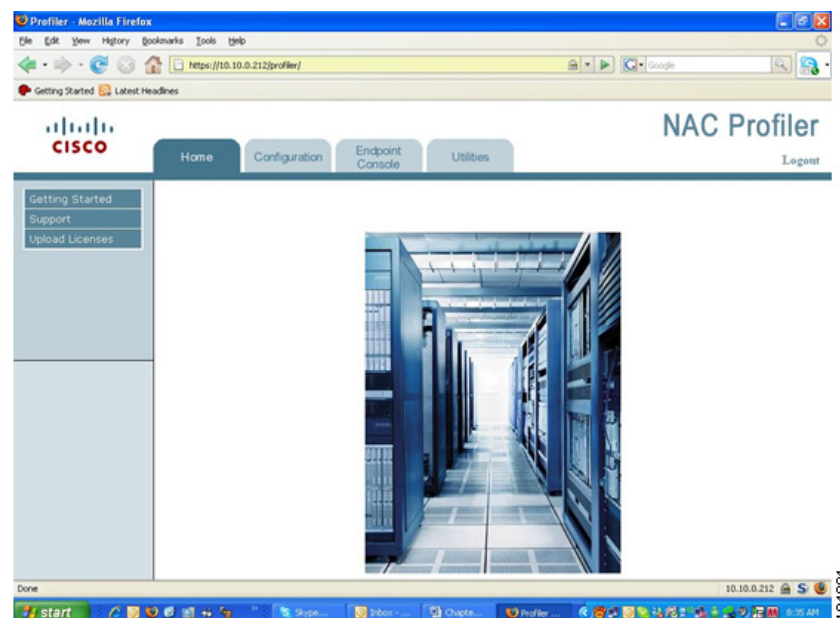 Profiler - Mozilla Firefox
File Edit View History Bookmarks Tools Help
https://10.10.0.212/profiler/
Google
Getting Started Latest Headlines
CISCO
NAC Profiler
Home Configuration Endpoint Console Utilities
Logout
Getting Started
Support
Upload Licenses
Done
10.10.0.212
start
Skype...
Inbox - ...
Chapte...
Profiler ...
8:35 AM